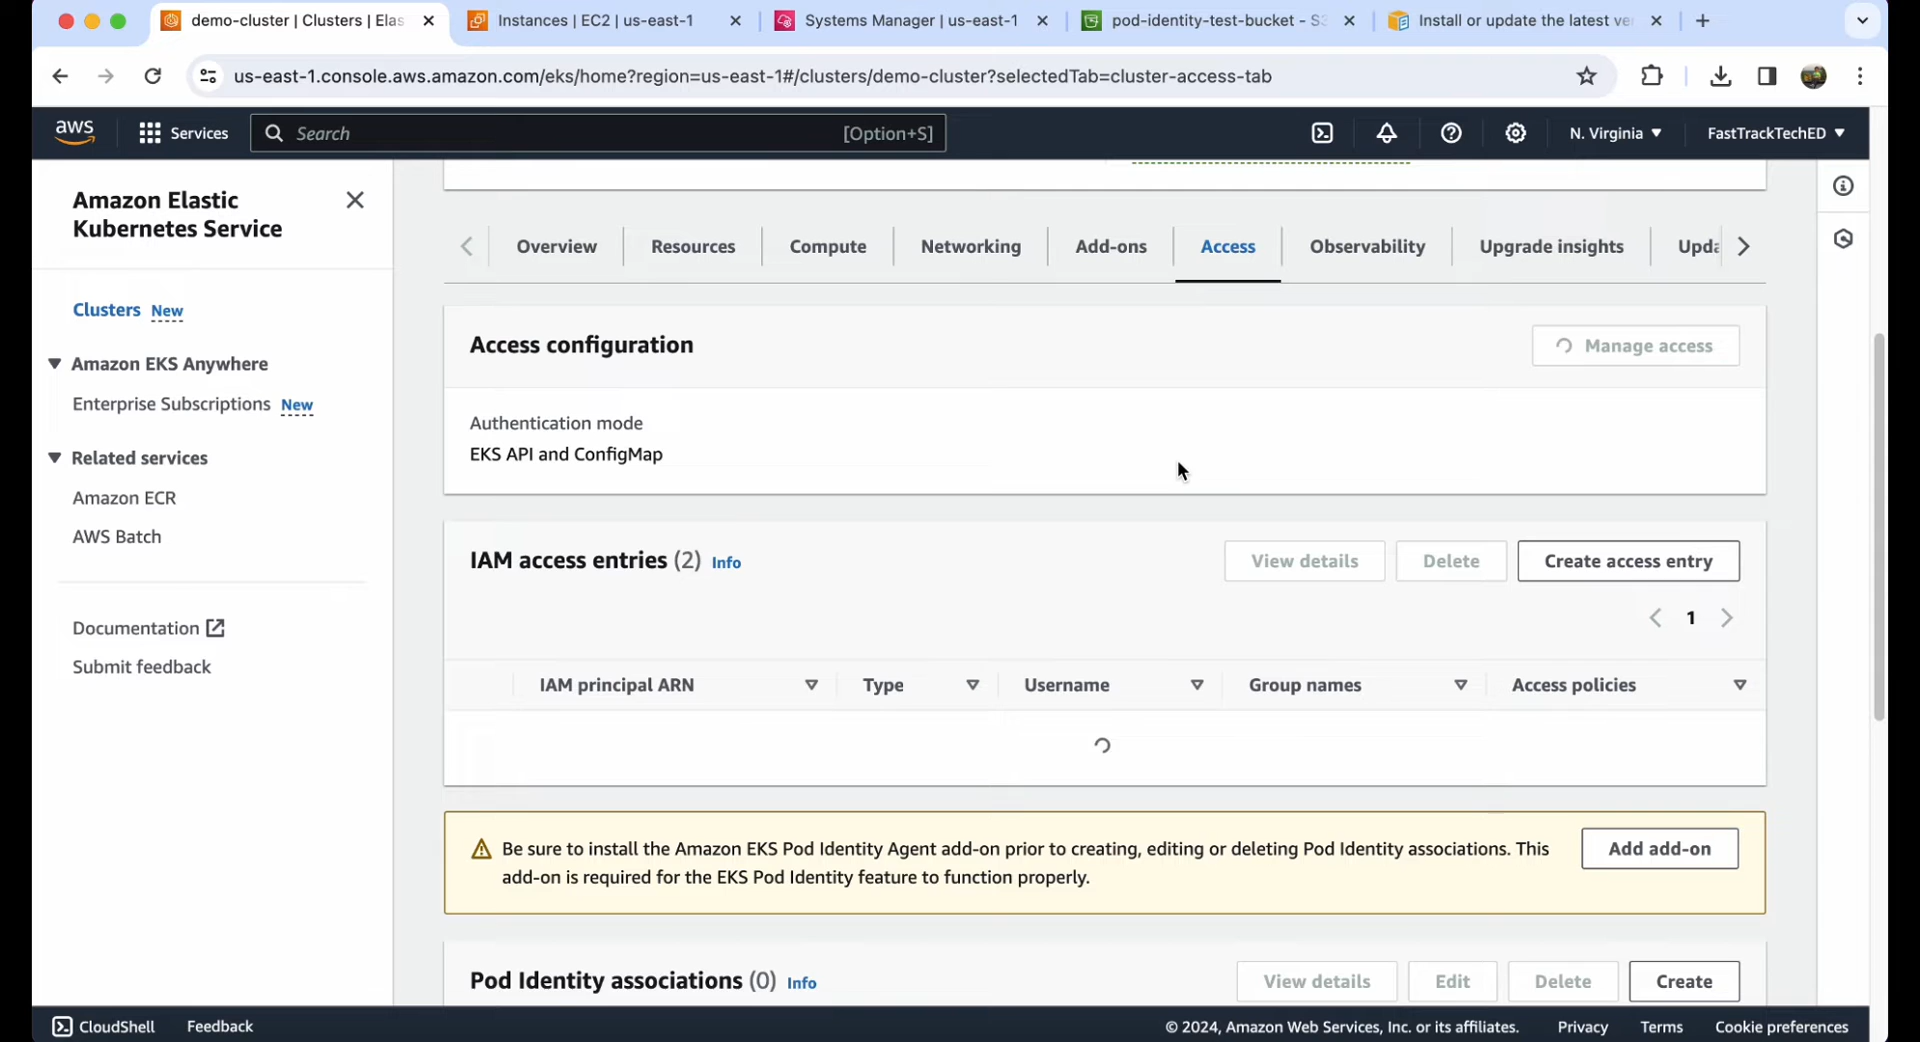 demo-cluster | Clusters | Elas
Instances | EC2 | us-east-1
Systems Manager | us-east-1
pod-identity-test-bucket - S3
Install or update the latest ve
us-east-1.console.aws.amazon.com/eks/home?region=us-east-1#/clusters/demo-cluster?selectedTab=cluster-access-tab
aws
Services
Search
[Option+S]
N. Virginia
FastTrackTechED
Amazon Elastic
Kubernetes Service
Clusters New
Amazon EKS Anywhere
Enterprise Subscriptions New
Related services
Amazon ECR
AWS Batch
Documentation
Submit feedback
Overview
Resources
Compute
Networking
Add-ons
Access
Observability
Upgrade insights
Upda
Access configuration
Manage access
Authentication mode
EKS API and ConfigMap
IAM access entries (2) Info
View details
Delete
Create access entry
1
IAM principal ARN
Type
Username
Group names
Access policies
Be sure to install the Amazon EKS Pod Identity Agent add-on prior to creating, editing or deleting Pod Identity associations. This
add-on is required for the EKS Pod Identity feature to function properly.
Add add-on
Pod Identity associations (0) Info
View details
Edit
Delete
Create
CloudShell
Feedback
© 2024, Amazon Web Services, Inc. or its affiliates.
Privacy
Terms
Cookie preferences